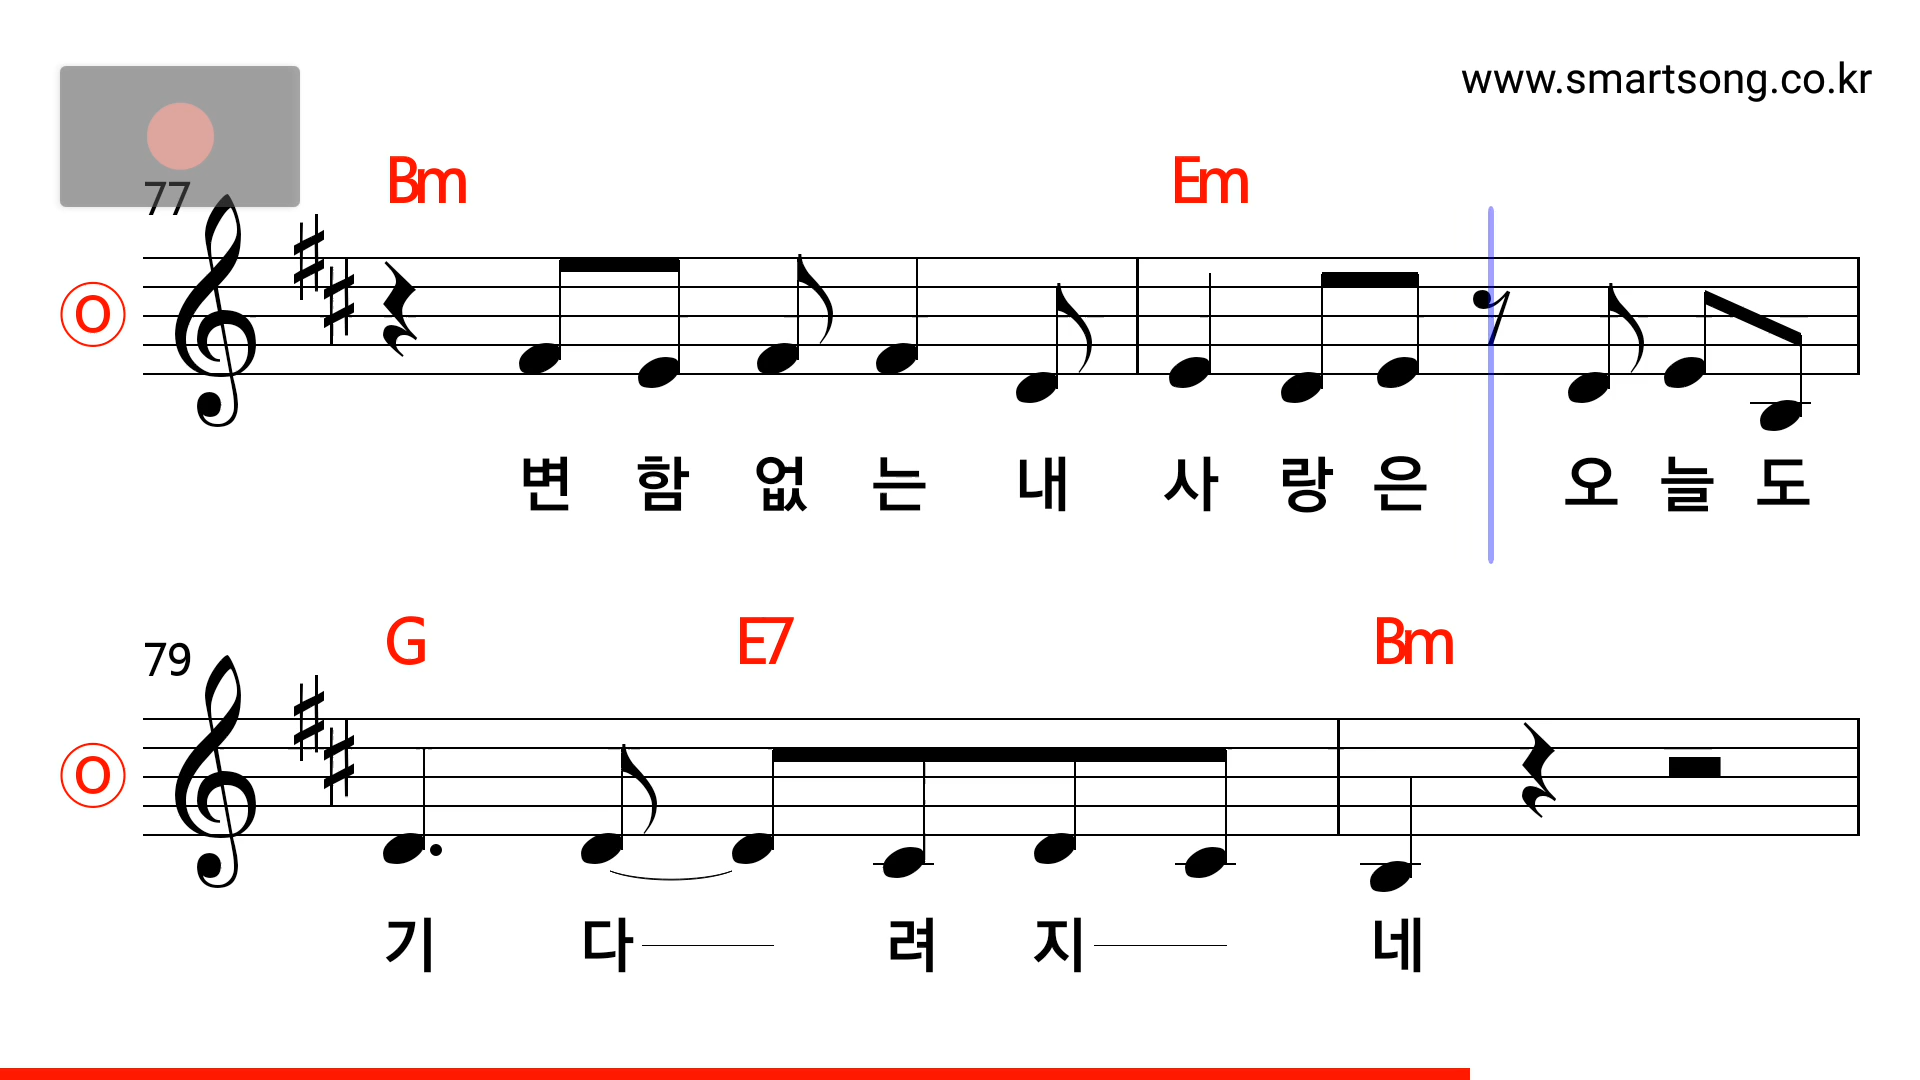 www.smartsong.co.kr
77
Bm Em
O
변 함 없 는 내 사 랑 은 오 늘 도
79
G E7 Bm
O
기 다 려 지 네